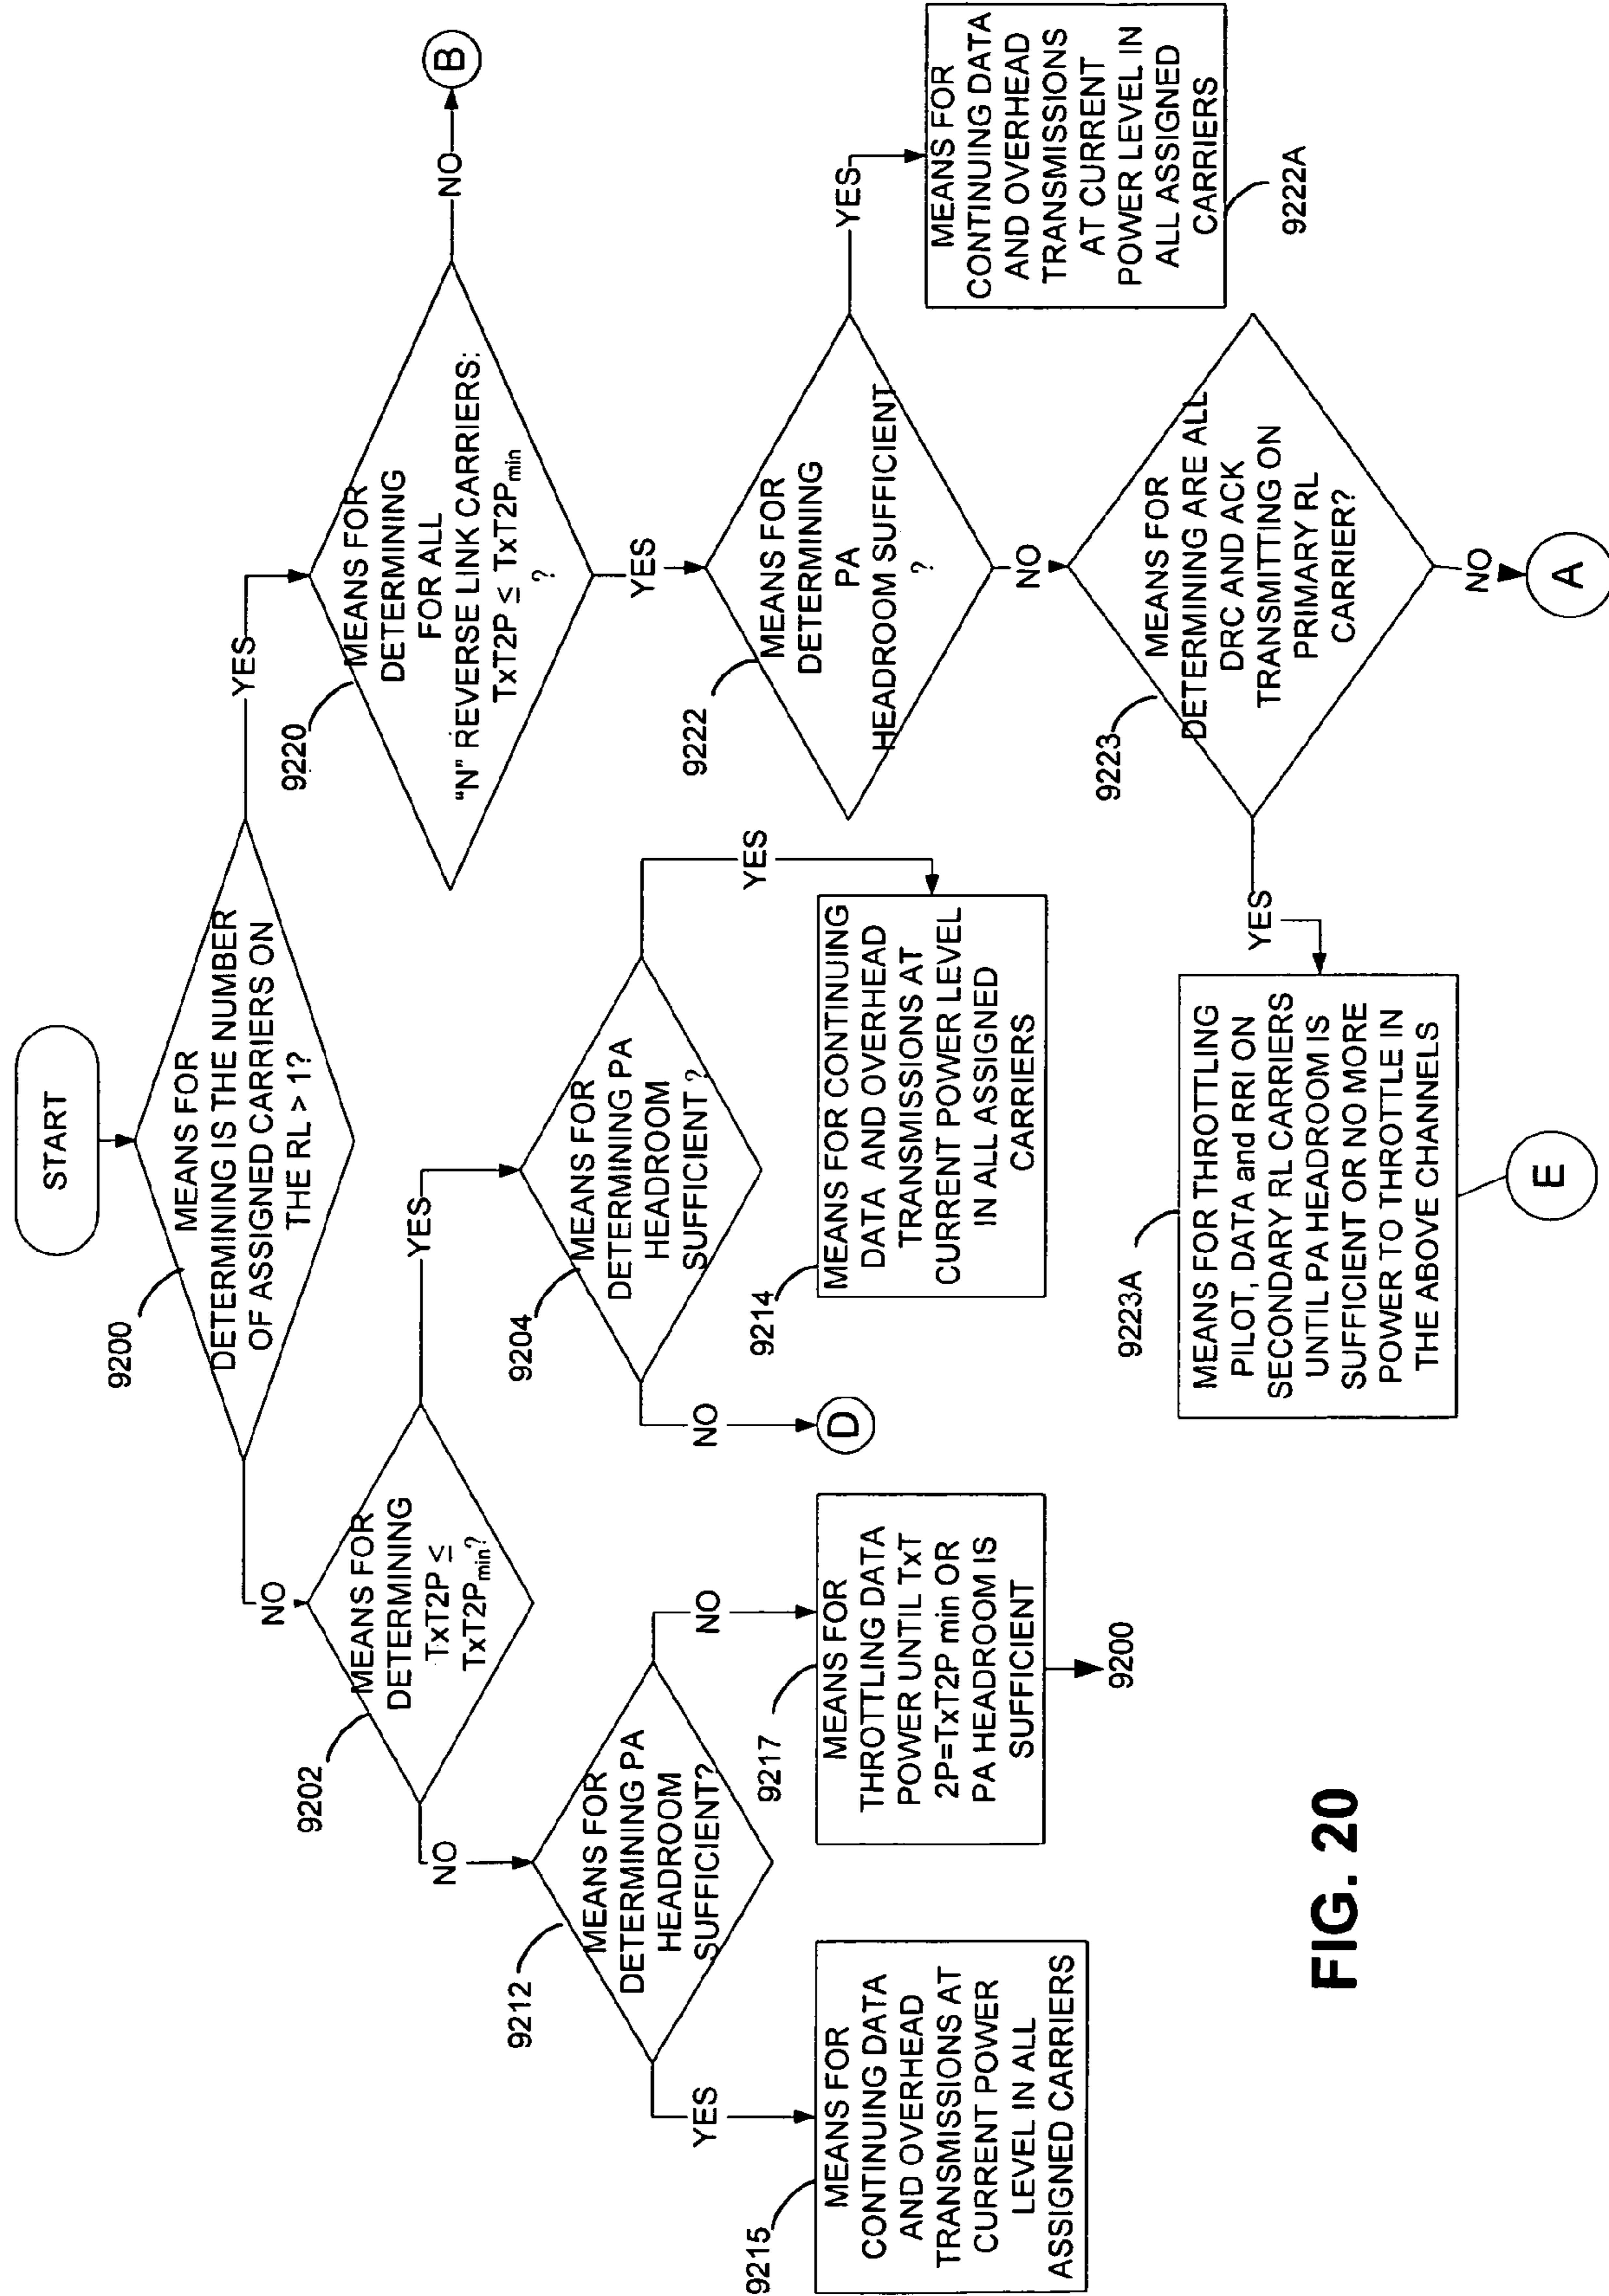 START
MEANS FOR
DETERMINING IS THE NUMBER
OF ASSIGNED CARRIERS ON
THE RL > 1?
9200
NO
YES
MEANS FOR
DETERMINING
TxT2P ≤
TxT2Pmin?
9202
NO
YES
MEANS FOR
DETERMINING PA
HEADROOM
SUFFICIENT?
9212
YES
NO
MEANS FOR
CONTINUING DATA
AND OVERHEAD
TRANSMISSIONS AT
CURRENT POWER
LEVEL IN ALL
ASSIGNED CARRIERS
9215
MEANS FOR
THROTTLING DATA
POWER UNTIL TxT
2P=TxT2P min OR
PA HEADROOM IS
SUFFICIENT
9217
9200
MEANS FOR
DETERMINING PA
HEADROOM
SUFFICIENT ?
9204
NO
D
YES
MEANS FOR CONTINUING
DATA AND OVERHEAD
TRANSMISSIONS AT
CURRENT POWER LEVEL
IN ALL ASSIGNED
CARRIERS
9214
MEANS FOR
DETERMINING
FOR ALL
"N" REVERSE LINK CARRIERS:
TxT2P ≤ TxT2Pmin
?
9220
NO
B
YES
MEANS FOR
DETERMINING
PA
HEADROOM SUFFICIENT
?
9222
YES
MEANS FOR
CONTINUING DATA
AND OVERHEAD
TRANSMISSIONS
AT CURRENT
POWER LEVEL IN
ALL ASSIGNED
CARRIERS
9222A
NO
MEANS FOR
DETERMINING ARE ALL
DRC AND ACK
TRANSMITTING ON
PRIMARY RL
CARRIER?
9223
NO
A
YES
MEANS FOR THROTTLING
PILOT, DATA and RRI ON
SECONDARY RL CARRIERS
UNTIL PA HEADROOM IS
SUFFICIENT OR NO MORE
POWER TO THROTTLE IN
THE ABOVE CHANNELS
9223A
E
FIG. 20